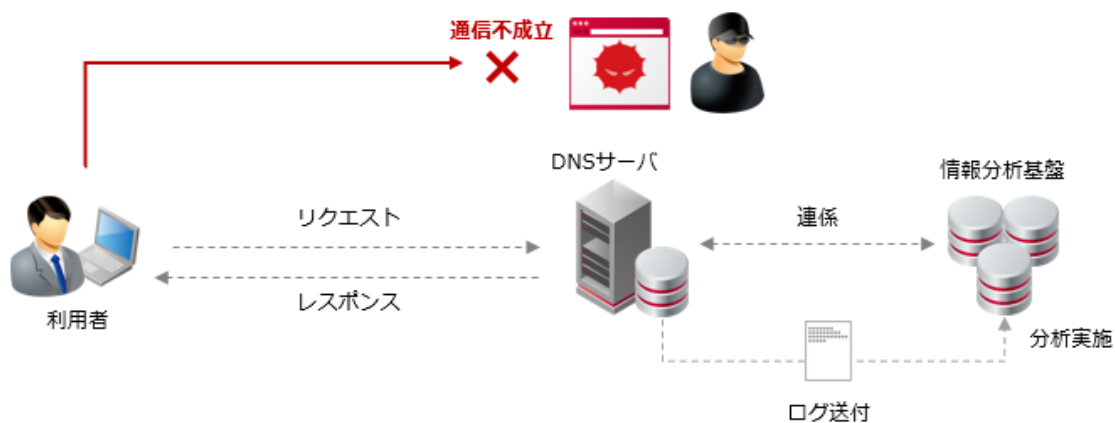 通信不成立
DNSサーバ
情報分析基盤
リクエスト
連係
レスポンス
利用者
分析実施
ログ送付